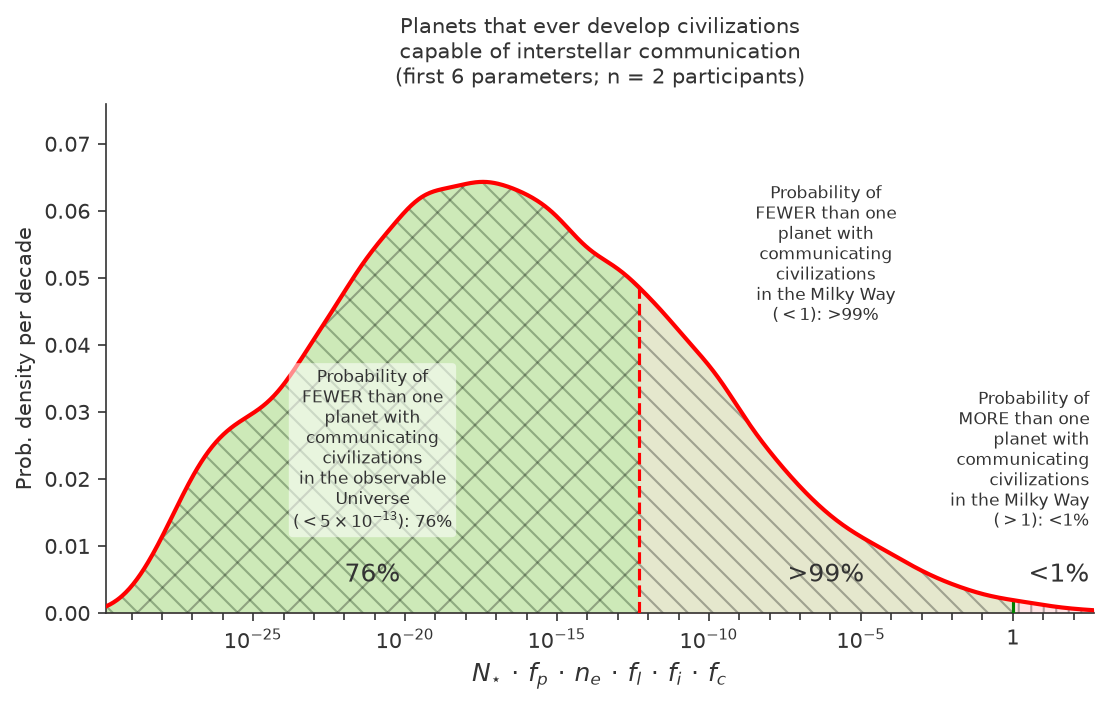 Planets that ever develop civilizations
capable of interstellar communication
(first 6 parameters; n = 2 participants)
Prob. density per decade
0.07
0.06
0.05
0.04
0.03
0.02
0.01
0.00
Probability of
FEWER than one
planet with
communicating
civilizations
in the observable
Universe
(< 5 × 10⁻¹³): 76%
76%
Probability of
FEWER than one
planet with
communicating
civilizations
in the Milky Way
(< 1): >99%
>99%
Probability of
MORE than one
planet with
communicating
civilizations
in the Milky Way
(> 1): <1%
<1%
10⁻²⁵ 10⁻²⁰ 10⁻¹⁵ 10⁻¹⁰ 10⁻⁵ 1
N⋆ · f_p · n_e · f_l · f_i · f_c